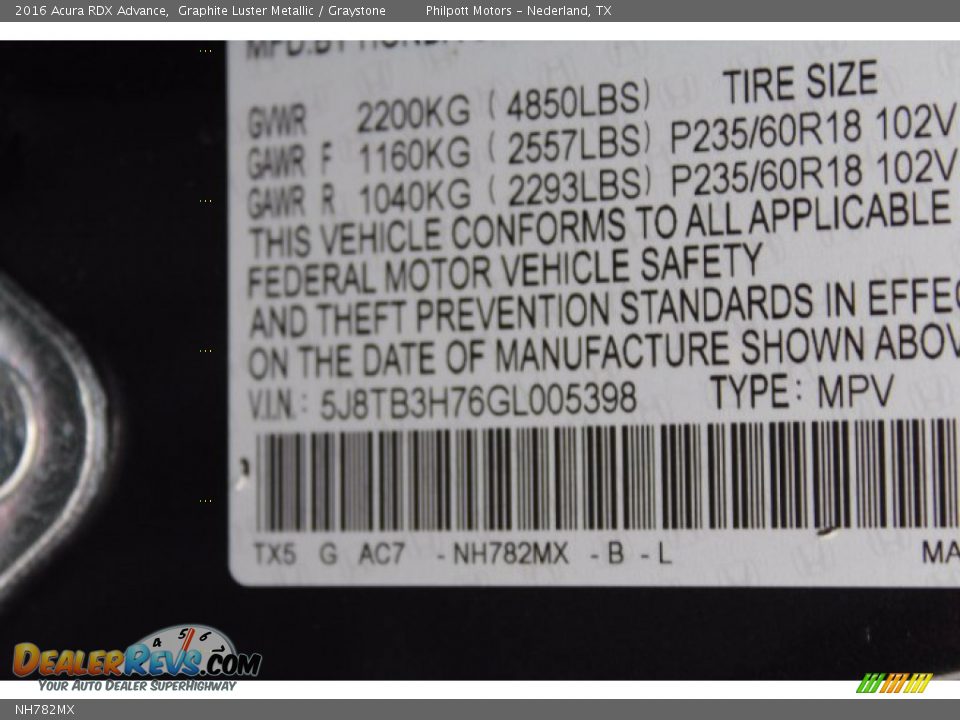 2016 Acura RDX Advance, Graphite Luster Metallic / Graystone Philpott Motors - Nederland, TX
GVWR 2200KG ( 4850LBS) TIRE SIZE
GAWR F 1160KG ( 2557LBS) P235/60R18 102V
GAWR R 1040KG ( 2293LBS) P235/60R18 102V
THIS VEHICLE CONFORMS TO ALL APPLICABLE
FEDERAL MOTOR VEHICLE SAFETY
AND THEFT PREVENTION STANDARDS IN EFFEC
ON THE DATE OF MANUFACTURE SHOWN ABOV
V.I.N.: 5J8TB3H76GL005398 TYPE: MPV
TX5 G AC7 -NH782MX -B -L MA
4 5 6
DEALERREVS.COM
YOUR AUTO DEALER SUPERHIGHWAY
NH782MX